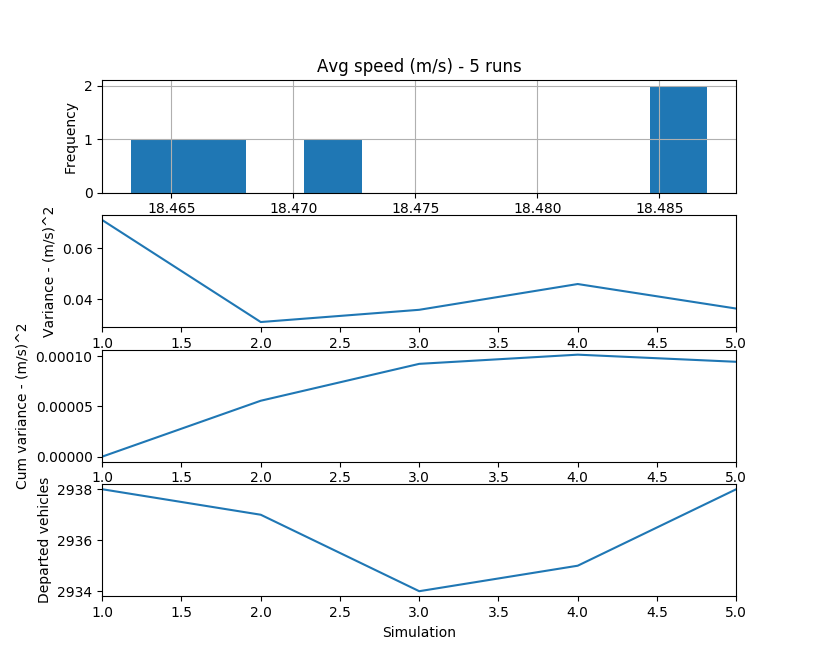 Avg speed (m/s) - 5 runs
Frequency
2
1
0
18.465 18.470 18.475 18.480 18.485
Variance - (m/s)^2
0.06
0.04
1.0 1.5 2.0 2.5 3.0 3.5 4.0 4.5 5.0
Cum variance - (m/s)^2
0.00010
0.00005
0.00000
1.0 1.5 2.0 2.5 3.0 3.5 4.0 4.5 5.0
Departed vehicles
2938
2936
2934
1.0 1.5 2.0 2.5 3.0 3.5 4.0 4.5 5.0
Simulation